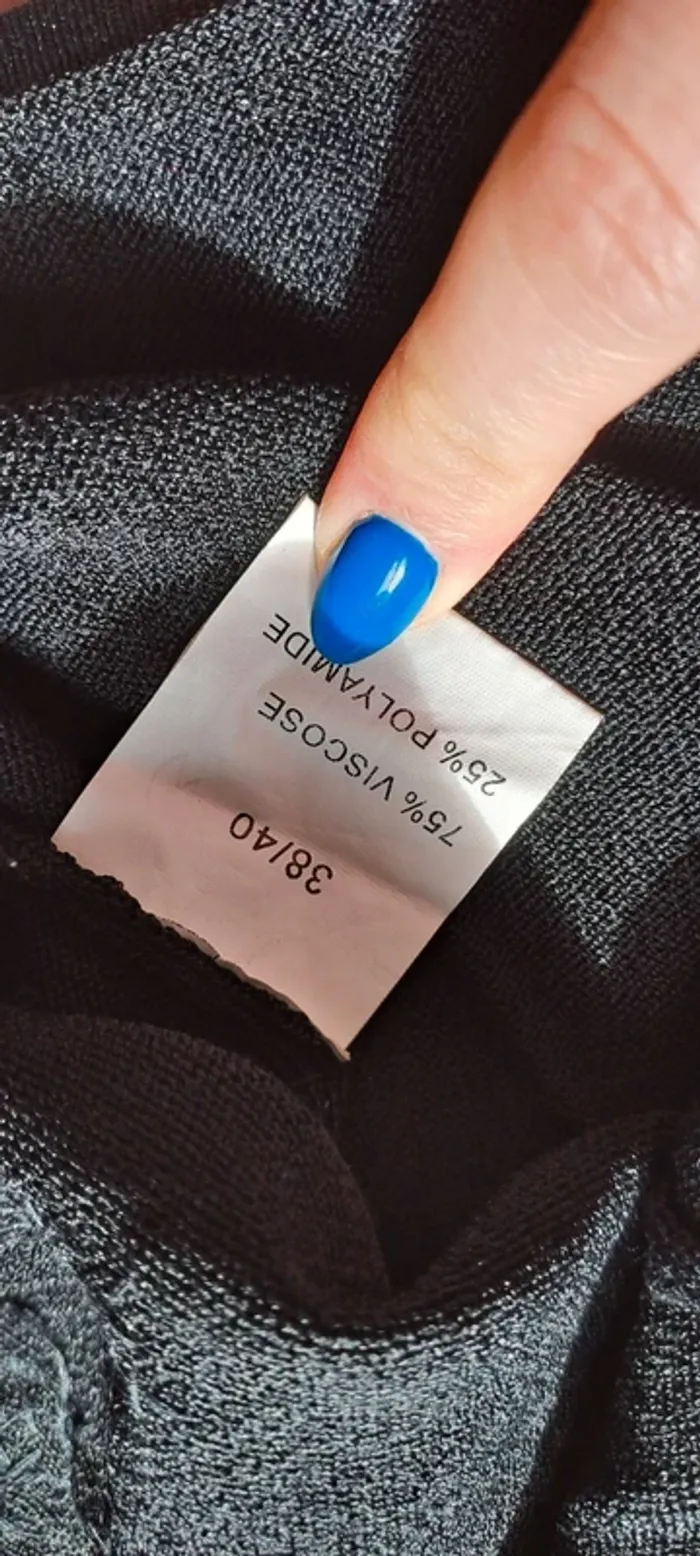 38/40
75% VISCOSE
25% POLYAMIDE